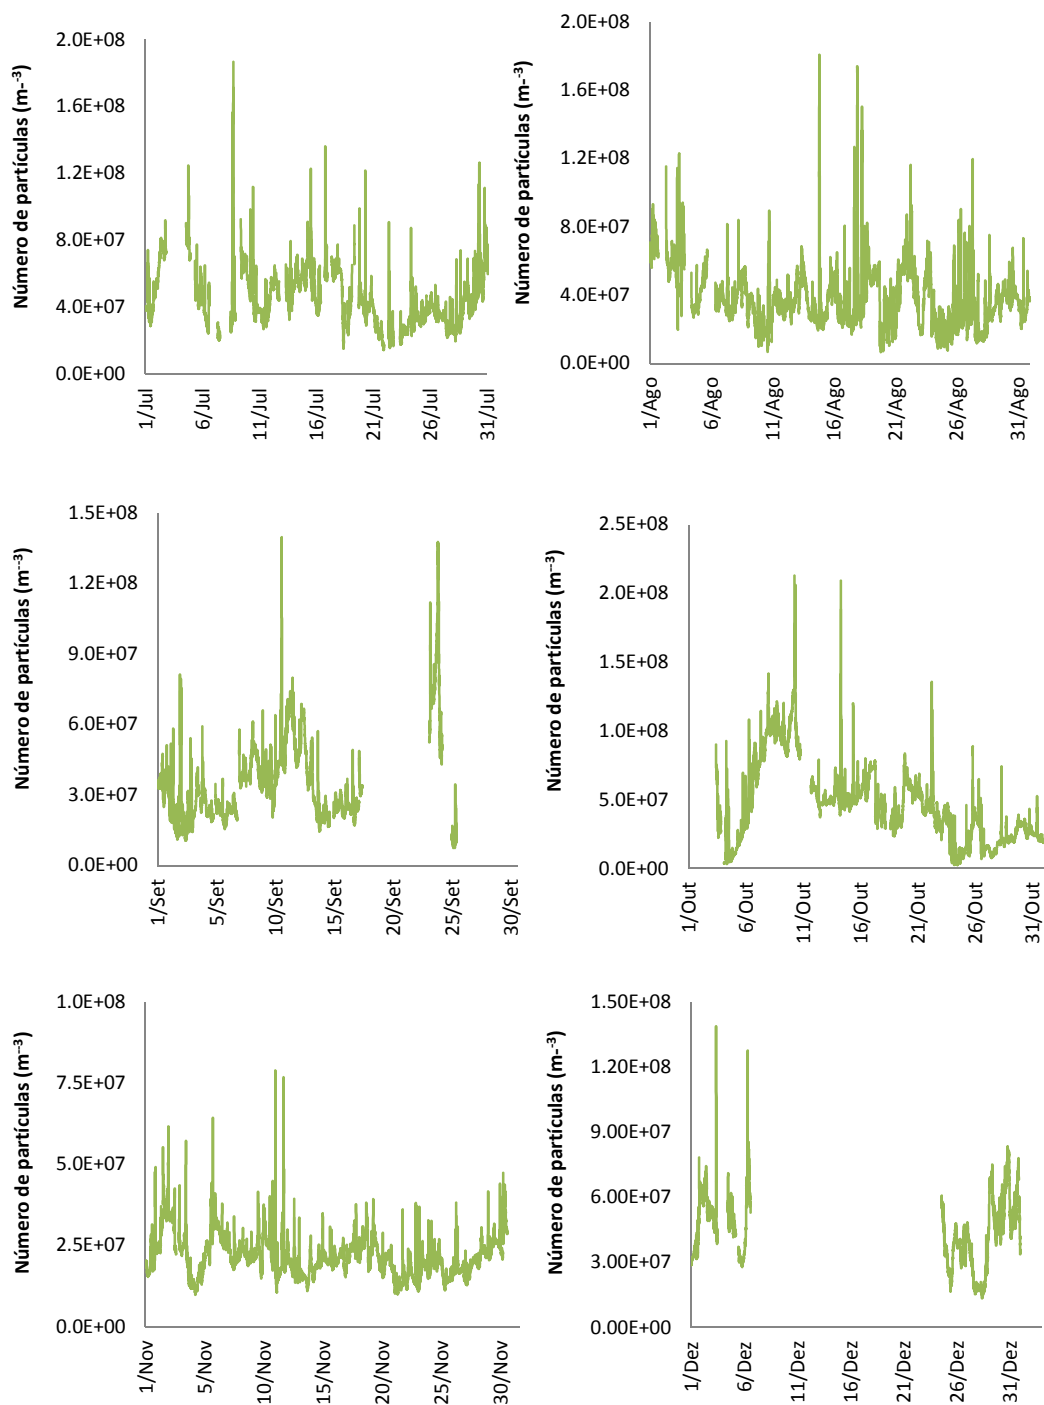 Número de partículas (m-³)
2.0E+08
1.6E+08
1.2E+08
8.0E+07
4.0E+07
0.0E+00
1/Jul
6/Jul
11/Jul
16/Jul
21/Jul
26/Jul
31/Jul
Número de partículas (m-³)
2.0E+08
1.6E+08
1.2E+08
8.0E+07
4.0E+07
0.0E+00
1/Ago
6/Ago
11/Ago
16/Ago
21/Ago
26/Ago
31/Ago
Número de partículas (m⁻³)
1.5E+08
1.2E+08
9.0E+07
6.0E+07
3.0E+07
0.0E+00
1/Set
5/Set
10/Set
15/Set
20/Set
25/Set
30/Set
Número de partículas (m⁻³)
2.5E+08
2.0E+08
1.5E+08
1.0E+08
5.0E+07
0.0E+00
1/Out
6/Out
11/Out
16/Out
21/Out
26/Out
31/Out
Número de partículas (m⁻³)
1.0E+08
7.5E+07
5.0E+07
2.5E+07
0.0E+00
1/Nov
5/Nov
10/Nov
15/Nov
20/Nov
25/Nov
30/Nov
Número de partículas (m-³)
1.50E+08
1.20E+08
9.00E+07
6.00E+07
3.00E+07
0.00E+00
1/Dez
6/Dez
11/Dez
16/Dez
21/Dez
26/Dez
31/Dez